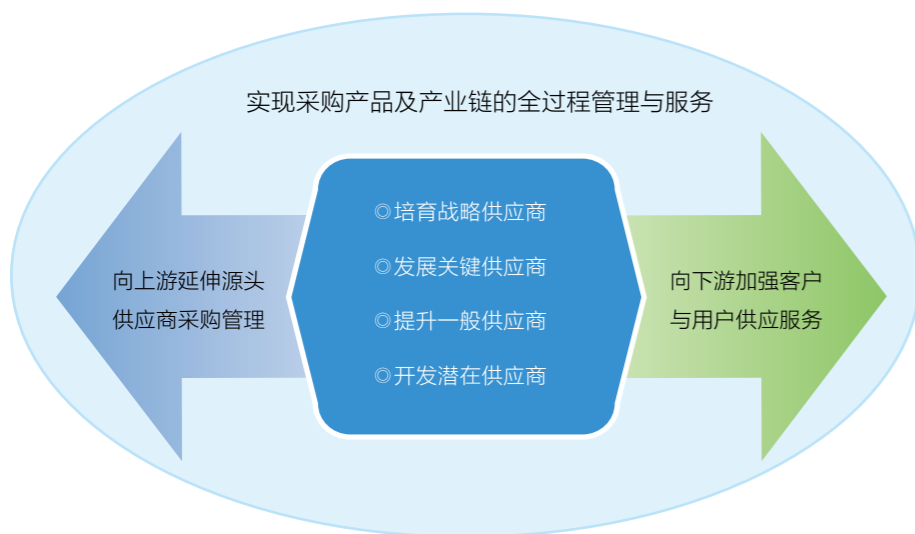 实现采购产品及产业链的全过程管理与服务
◎培育战略供应商
◎发展关键供应商
◎提升一般供应商
◎开发潜在供应商
向上游延伸源头
供应商采购管理
向下游加强客户
与用户供应服务